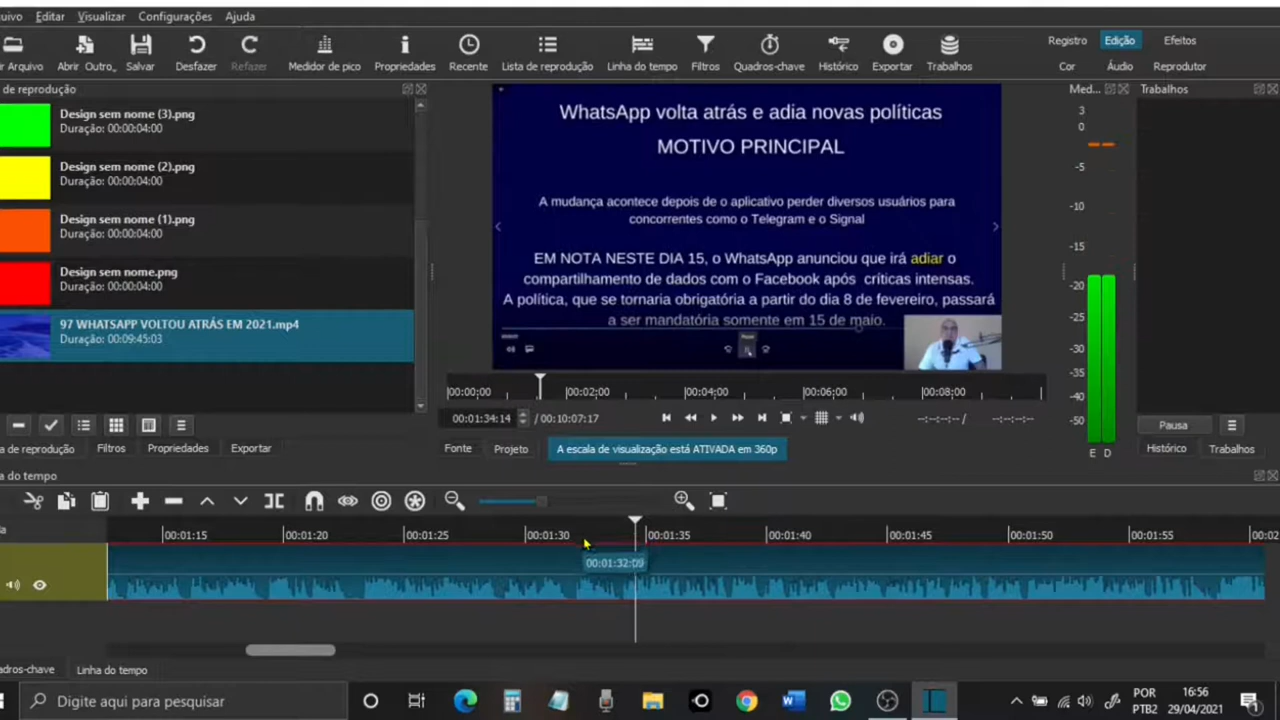 uivo Editar Visualizar Configurações Ajuda
ir Arquivo Abrir Outro_ Salvar Desfazer Refazer Medidor de pico Propriedades Recente Lista de reprodução Linha do tempo Filtros Quadros-chave Histórico Exportar Trabalhos
Registro Edição Efeitos
Cor Áudio Reprodutor
de reprodução
Design sem nome (3).png
Duração: 00:00:04:00
Design sem nome (2).png
Duração: 00:00:04:00
Design sem nome (1).png
Duração: 00:00:04:00
Design sem nome.png
Duração: 00:00:04:00
97 WHATSAPP VOLTOU ATRÁS EM 2021.mp4
Duração: 00:09:45:03
a de reprodução Filtros Propriedades Exportar
WhatsApp volta atrás e adia novas políticas
MOTIVO PRINCIPAL
A mudança acontece depois de o aplicativo perder diversos usuários para
concorrentes como o Telegram e o Signal
EM NOTA NESTE DIA 15, o WhatsApp anunciou que irá adiar o
compartilhamento de dados com o Facebook após críticas intensas.
A política, que se tornaria obrigatória a partir do dia 8 de fevereiro, passará
a ser mandatória somente em 15 de maio.
00:00;00 00:02;00 00:04;00 00:06;00 00:08;00
00:01:34:14 / 00:10:07:17 --:--:--:-- / --:--:--:--
Fonte Projeto A escala de visualização está ATIVADA em 360p
Med...
3
0
-5
-10
-15
-20
-25
-30
-35
-40
-50
E D
Trabalhos
Pausa
Histórico Trabalhos
a do tempo
00:01:15 00:01:20 00:01:25 00:01:30 00:01:35 00:01:40 00:01:45 00:01:50 00:01:55 00:02
00:01:32:09
adros-chave Linha do tempo
Digite aqui para pesquisar
POR
PTB2
16:56
29/04/2021
1